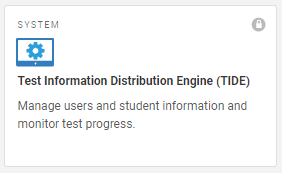 SYSTEM
Test Information Distribution Engine (TIDE)
Manage users and student information and
monitor test progress.